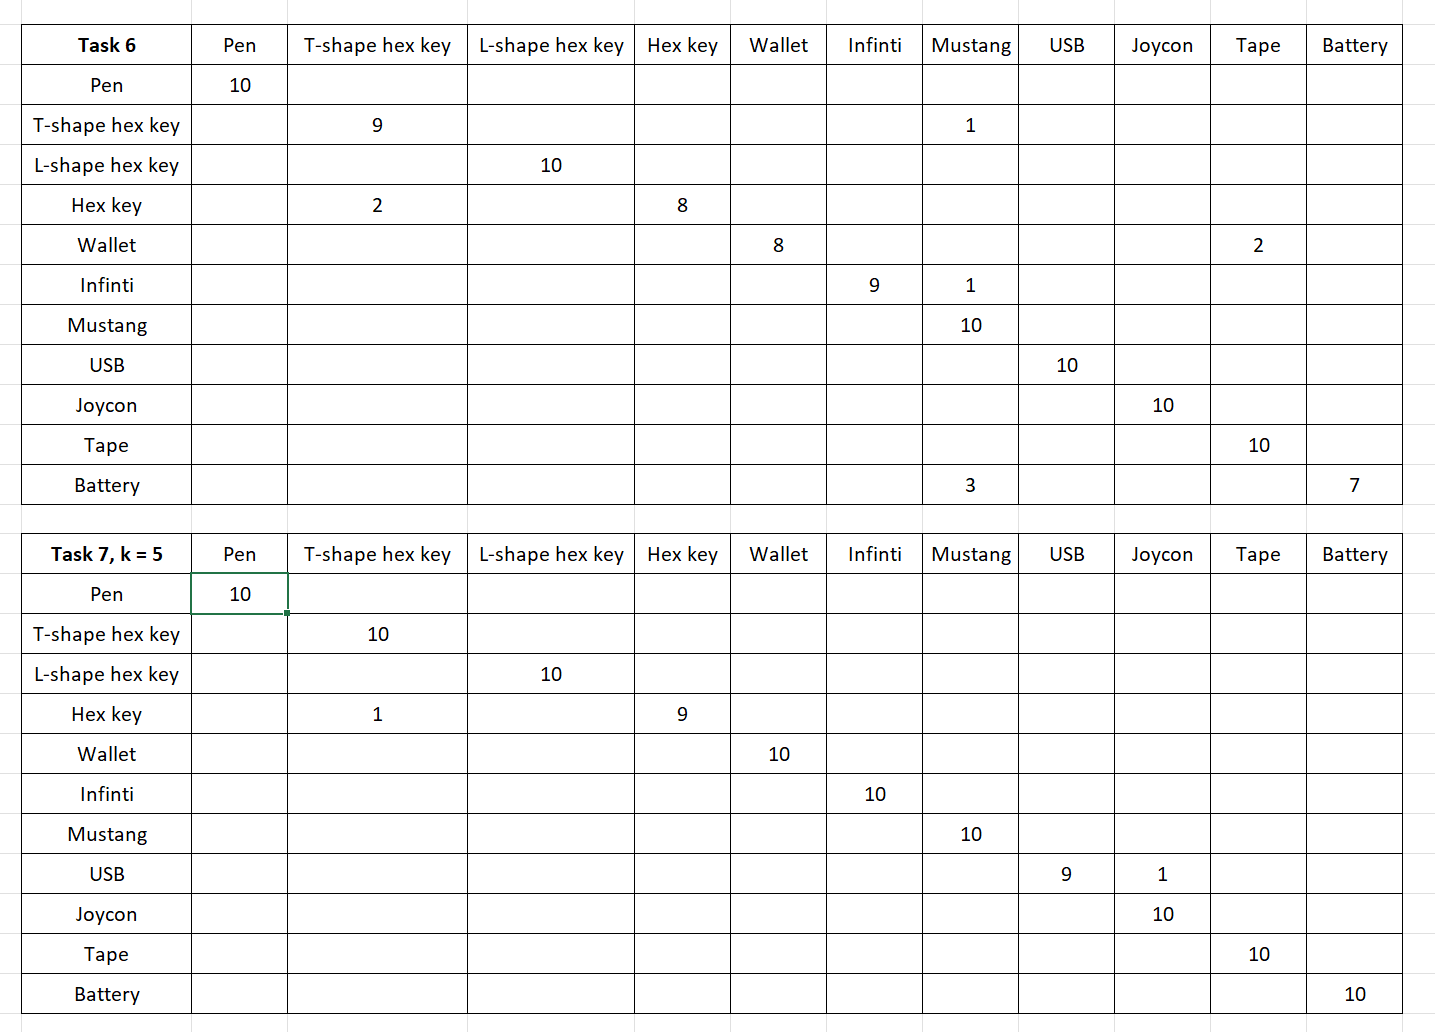 Task 6 Pen T-shape hex key L-shape hex key Hex key Wallet Infinti Mustang USB Joycon Tape Battery
Pen 10
T-shape hex key 9 1
L-shape hex key 10
Hex key 2 8
Wallet 8 2
Infinti 9 1
Mustang 10
USB 10
Joycon 10
Tape 10
Battery 3 7
Task 7, k = 5 Pen T-shape hex key L-shape hex key Hex key Wallet Infinti Mustang USB Joycon Tape Battery
Pen 10
T-shape hex key 10
L-shape hex key 10
Hex key 1 9
Wallet 10
Infinti 10
Mustang 10
USB 9 1
Joycon 10
Tape 10
Battery 10